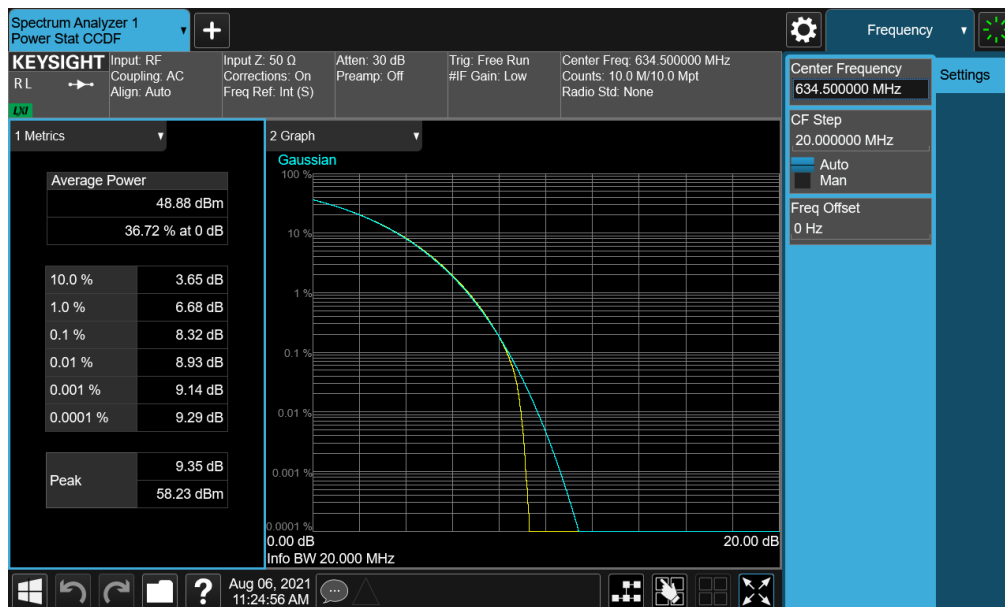 Spectrum Analyzer 1
Power Stat CCDF
+
Frequency
KEYSIGHT
R L
LXI
Input: RF
Coupling: AC
Align: Auto
Input Z: 50 Ω
Corrections: On
Freq Ref: Int (S)
Atten: 30 dB
Preamp: Off
Trig: Free Run
#IF Gain: Low
Center Freq: 634.500000 MHz
Counts: 10.0 M/10.0 Mpt
Radio Std: None
Center Frequency
634.500000 MHz
Settings
CF Step
20.000000 MHz
Auto
Man
Freq Offset
0 Hz
1 Metrics
Average Power
48.88 dBm
36.72 % at 0 dB
10.0 % 3.65 dB
1.0 % 6.68 dB
0.1 % 8.32 dB
0.01 % 8.93 dB
0.001 % 9.14 dB
0.0001 % 9.29 dB
Peak 9.35 dB
58.23 dBm
2 Graph
Gaussian
100 %
10 %
1 %
0.1 %
0.01 %
0.001 %
0.0001 %
0.00 dB 20.00 dB
Info BW 20.000 MHz
?
Aug 06, 2021
11:24:56 AM